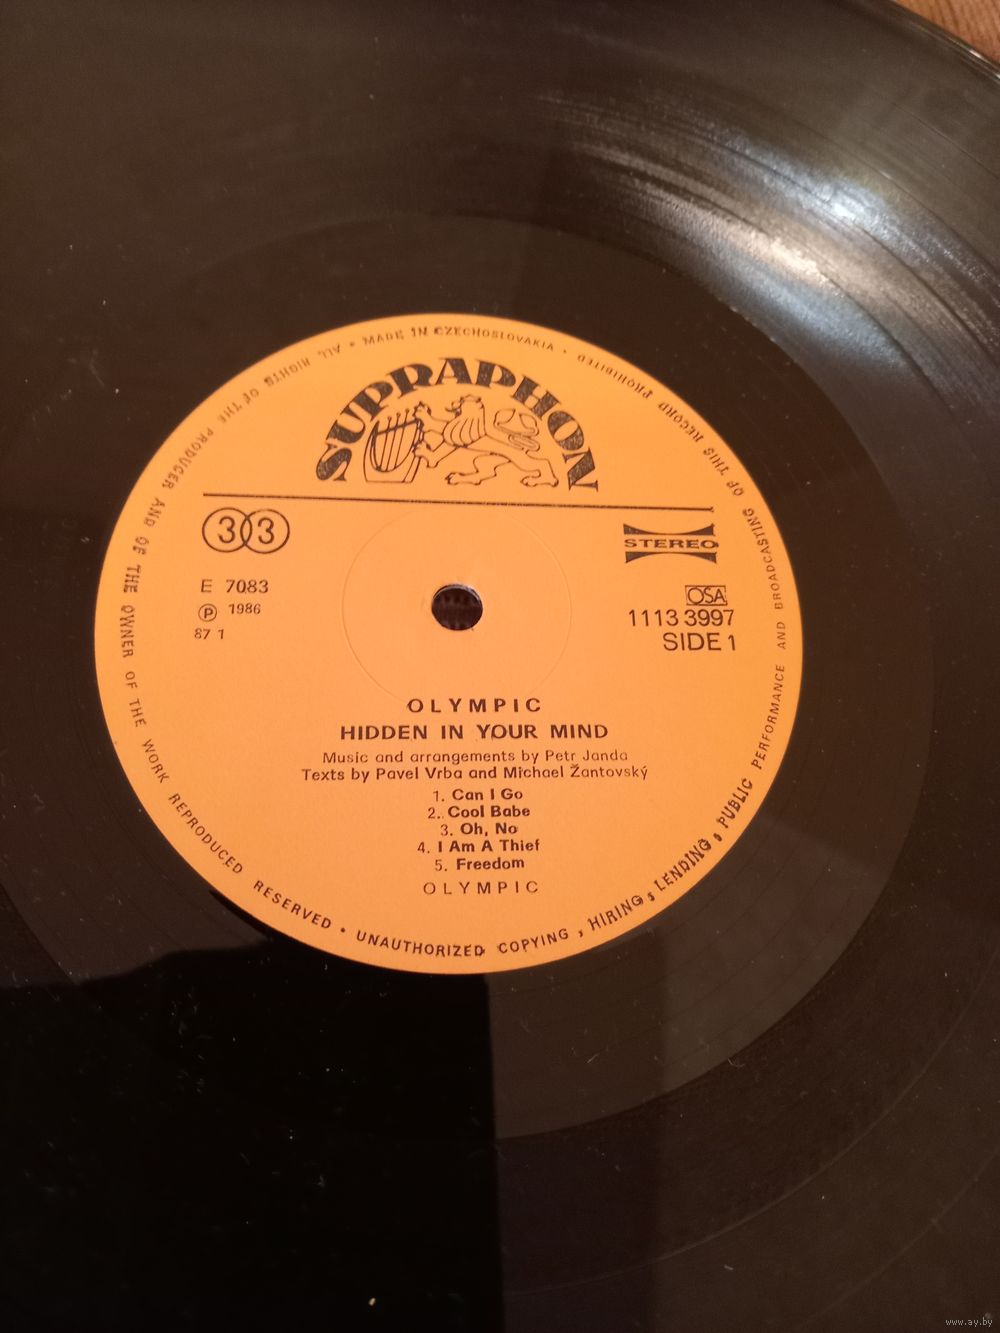 MADE IN CZECHOSLOVAKIA • ALL RIGHTS OF THE PRODUCER AND OF THE OWNER OF THE WORK REPRODUCED RESERVED • UNAUTHORIZED COPYING, HIRING, LENDING, PUBLIC PERFORMANCE AND BROADCASTING OF THIS RECORD PROHIBITED •
SUPRAPHON
33
STEREO
E 7083
OSA
℗ 1986
1113 3997
87 1
SIDE 1
OLYMPIC
HIDDEN IN YOUR MIND
Music and arrangements by Petr Janda
Texts by Pavel Vrba and Michael Žantovský
1. Can I Go
2. Cool Babe
3. Oh, No
4. I Am A Thief
5. Freedom
OLYMPIC
www.ay.by